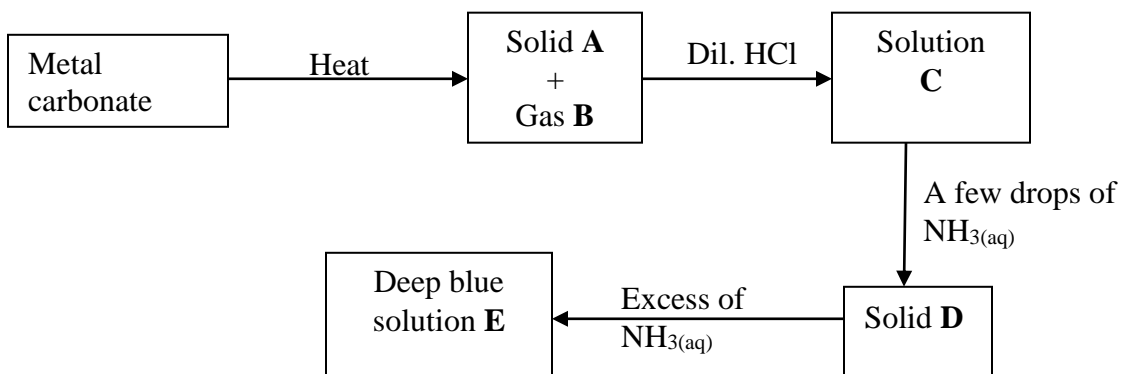 Metal
carbonate
Heat
Solid A
+
Gas B
Dil. HCl
Solution
C
A few drops of
NH3(aq)
Solid D
Excess of
NH3(aq)
Deep blue
solution E